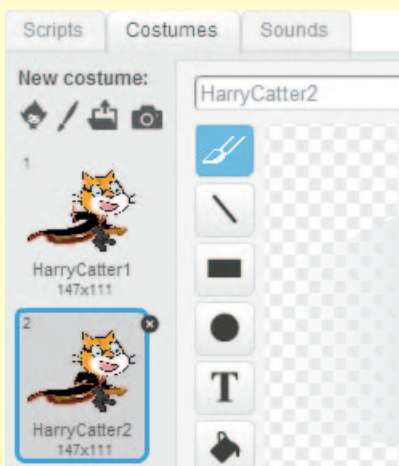 Scripts Costumes Sounds
New costume:
HarryCatter2
1
HarryCatter1
147x111
2
HarryCatter2
147x111
T